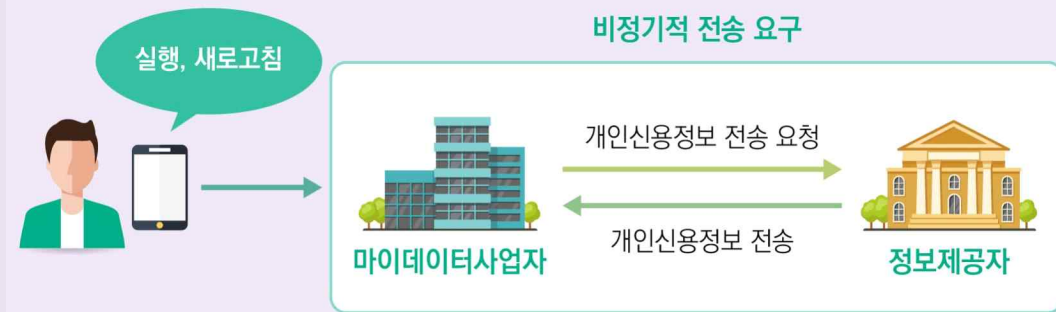 비정기적 전송 요구
실행, 새로고침
개인신용정보 전송 요청
개인신용정보 전송
마이데이터사업자
정보제공자